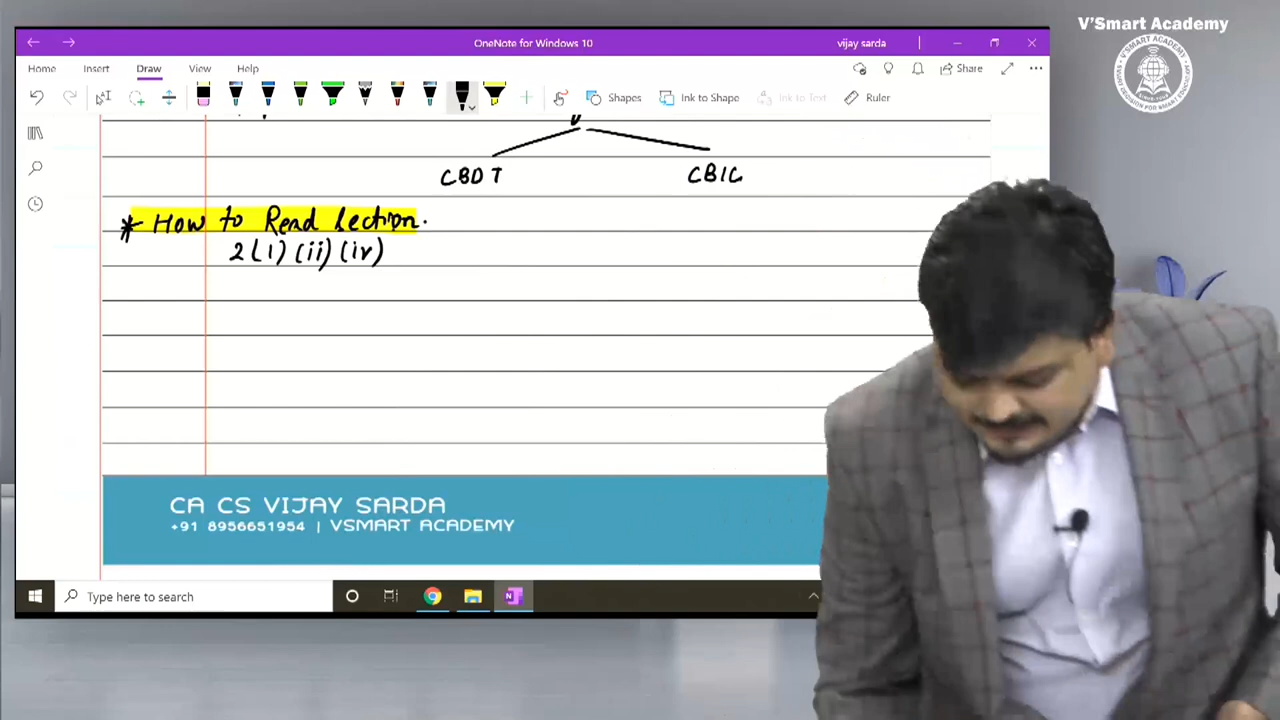 V'Smart Academy
OneNote for Windows 10
vijay sarda
Home Insert Draw View Help
Share
Shapes Ink to Shape Ink to Text Ruler
CBDT CBIC
* How to Read Section.
2(1)(ii)(iv)
CA CS VIJAY SARDA
+91 8956651954 | VSMART ACADEMY
Type here to search